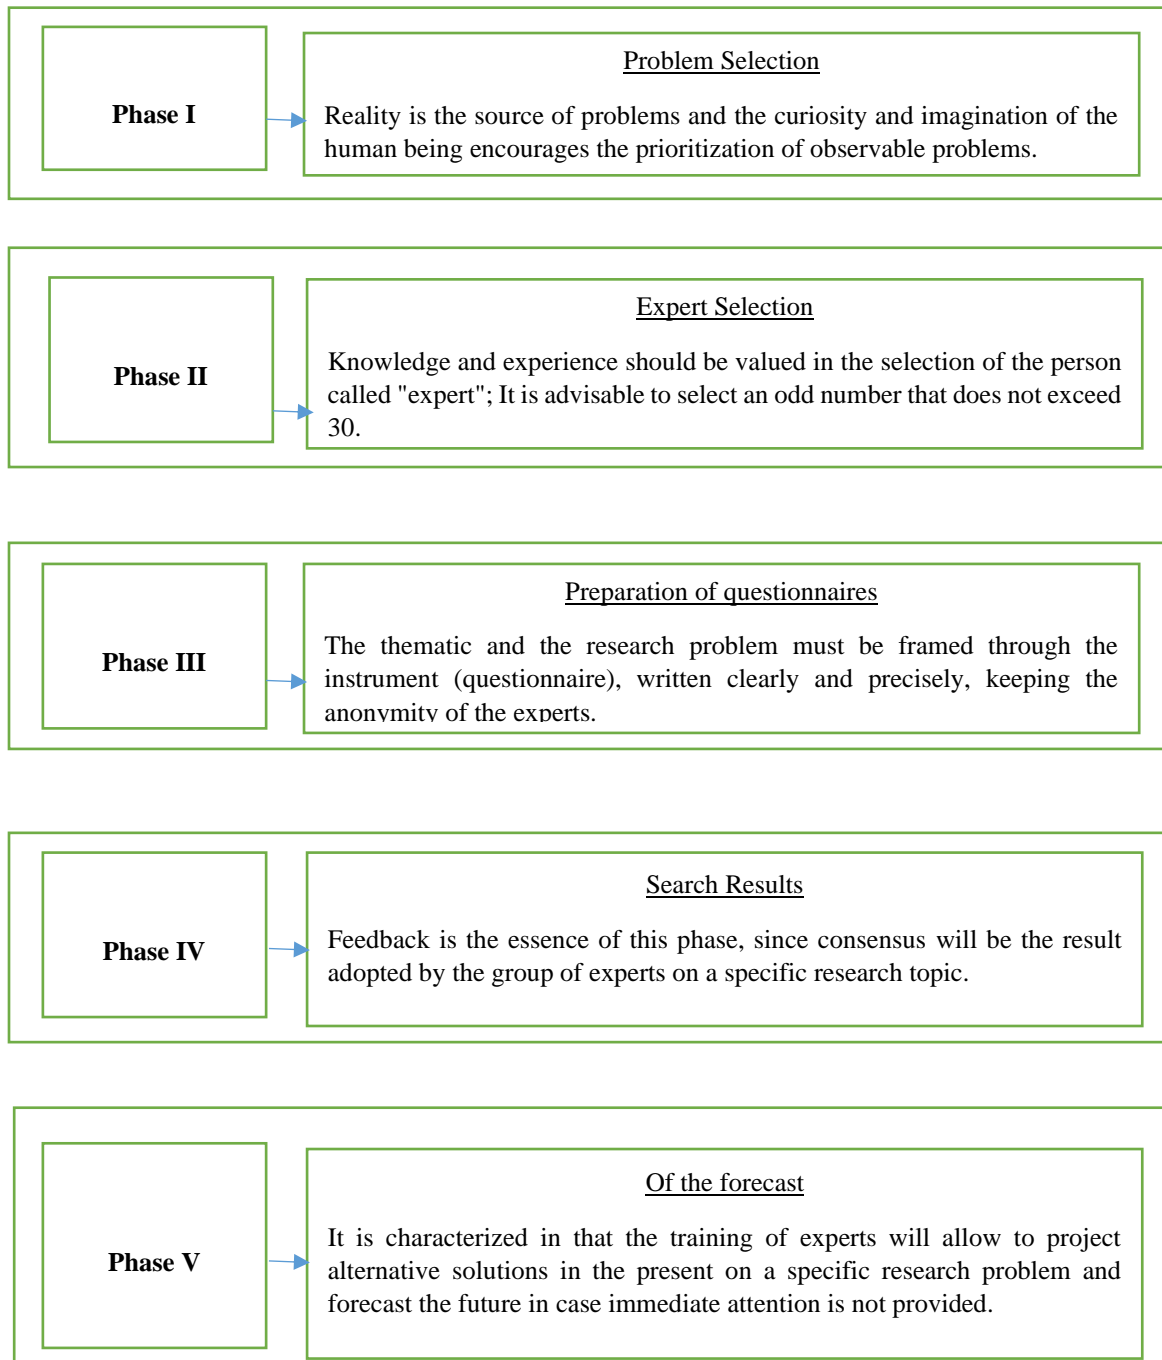 Phase I
Problem Selection
Reality is the source of problems and the curiosity and imagination of the
human being encourages the prioritization of observable problems.
Phase II
Expert Selection
Knowledge and experience should be valued in the selection of the person
called "expert"; It is advisable to select an odd number that does not exceed
30.
Phase III
Preparation of questionnaires
The thematic and the research problem must be framed through the
instrument (questionnaire), written clearly and precisely, keeping the
anonymity of the experts.
Phase IV
Search Results
Feedback is the essence of this phase, since consensus will be the result
adopted by the group of experts on a specific research topic.
Phase V
Of the forecast
It is characterized in that the training of experts will allow to project
alternative solutions in the present on a specific research problem and
forecast the future in case immediate attention is not provided.